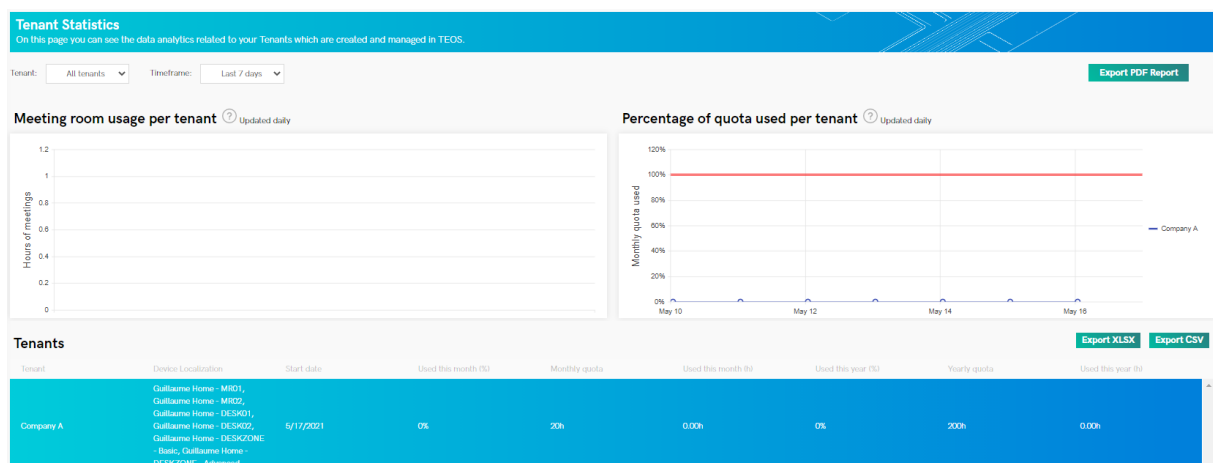 Tenant Statistics
On this page you can see the data analytics related to your Tenants which are created and managed in TEOS.
Tenant: All tenants Timeframe: Last 7 days Export PDF Report
Meeting room usage per tenant ? Updated daily
1.2
1
0.8
0.6
0.4
0.2
0
Hours of meetings
Percentage of quota used per tenant ? Updated daily
120%
100%
80%
60%
40%
20%
0%
Monthly quota used
May 10 May 12 May 14 May 16
Company A
Tenants Export XLSX Export CSV
Tenant Device Localization Start date Used this month (%) Monthly quota Used this month (h) Used this year (%) Yearly quota Used this year (h)
Guillaume Home - MR01,
Guillaume Home - MR02,
Guillaume Home - DESK01,
Company A Guillaume Home - DESK02, 5/17/2021 0% 20h 0.00h 0% 200h 0.00h
Guillaume Home - DESKZONE
- Basic, Guillaume Home -
DESKZONE - Advanced